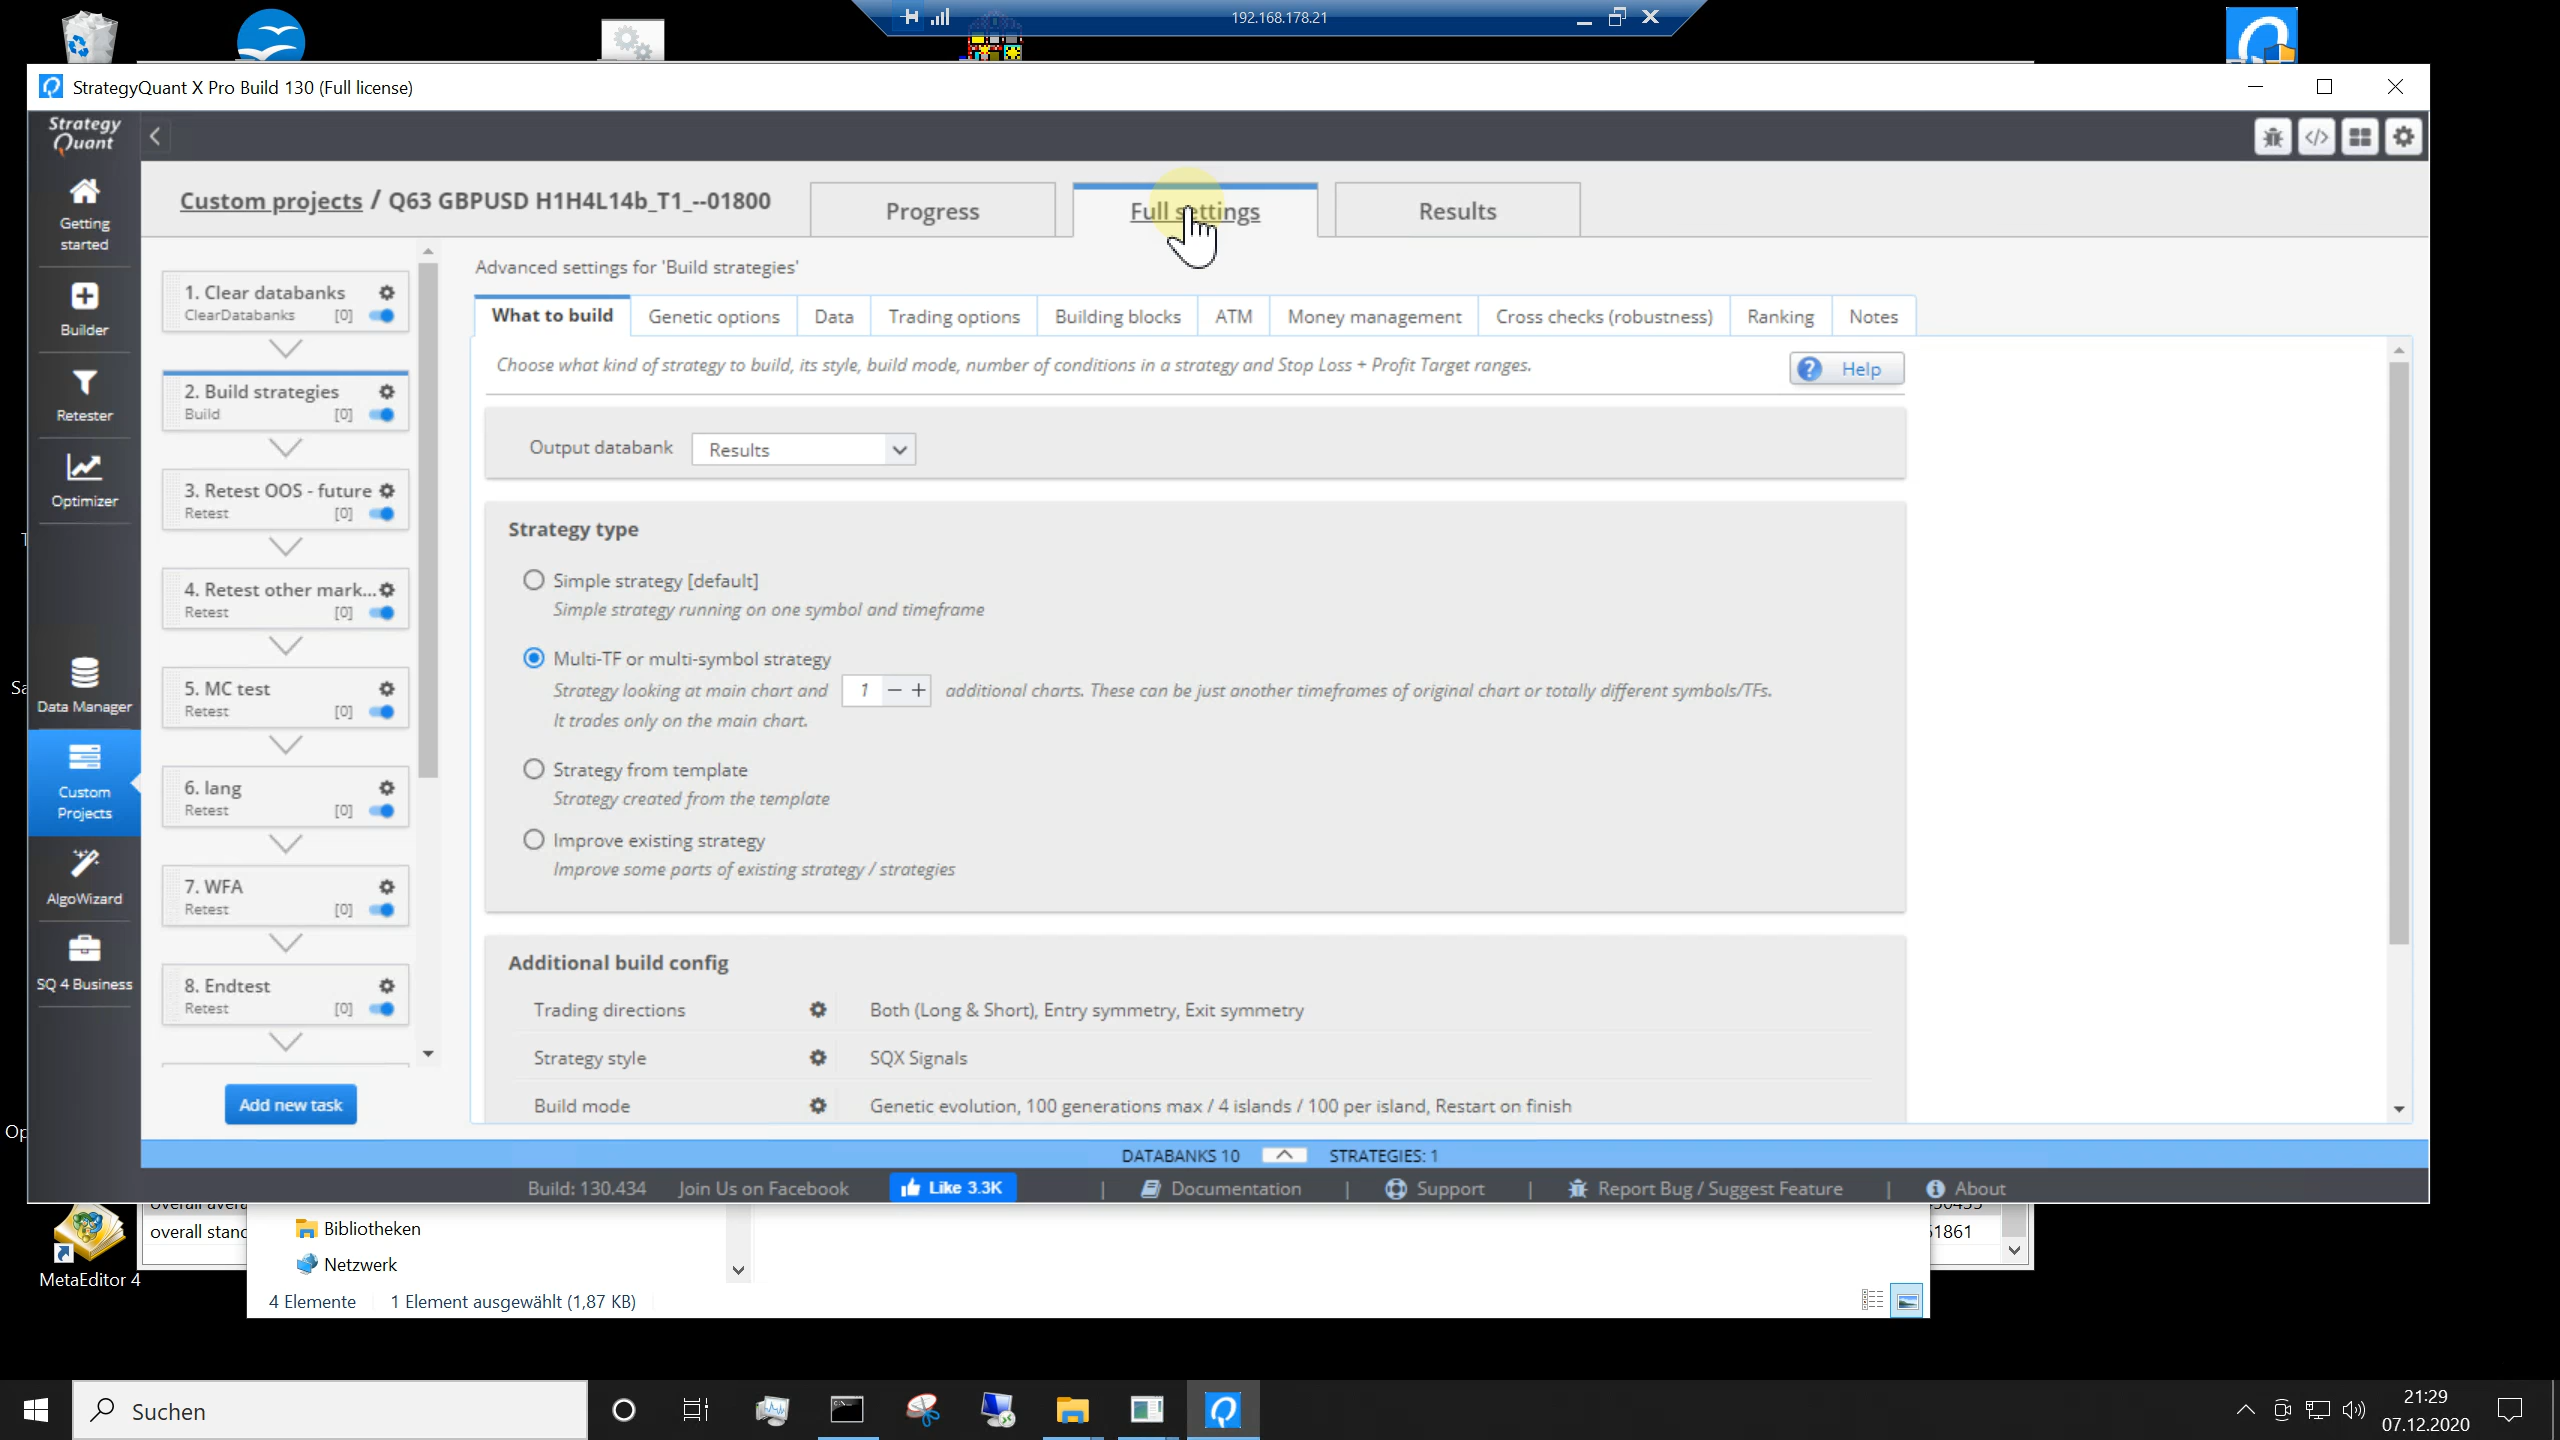 192.168.178.21
StrategyQuant X Pro Build 130 (Full license)
Strategy
Quant
Custom projects / Q63 GBPUSD H1H4L14b_T1_--01800
Progress
Full settings
Results
Getting
started
Builder
Retester
Optimizer
Data Manager
Custom
Projects
AlgoWizard
SQ 4 Business
1. Clear databanks
ClearDatabanks [0]
2. Build strategies
Build [0]
3. Retest OOS - future
Retest [0]
4. Retest other mark...
Retest [0]
5. MC test
Retest [0]
6. lang
Retest [0]
7. WFA
Retest [0]
8. Endtest
Retest [0]
Add new task
Advanced settings for 'Build strategies'
What to build Genetic options Data Trading options Building blocks ATM Money management Cross checks (robustness) Ranking Notes
Choose what kind of strategy to build, its style, build mode, number of conditions in a strategy and Stop Loss + Profit Target ranges.
? Help
Output databank Results
Strategy type
Simple strategy [default]
Simple strategy running on one symbol and timeframe
Multi-TF or multi-symbol strategy
Strategy looking at main chart and 1 − + additional charts. These can be just another timeframes of original chart or totally different symbols/TFs.
It trades only on the main chart.
Strategy from template
Strategy created from the template
Improve existing strategy
Improve some parts of existing strategy / strategies
Additional build config
Trading directions Both (Long & Short), Entry symmetry, Exit symmetry
Strategy style SQX Signals
Build mode Genetic evolution, 100 generations max / 4 islands / 100 per island, Restart on finish
DATABANKS 10 STRATEGIES: 1
Build: 130.434 Join Us on Facebook Like 3.3K | Documentation | Support | Report Bug / Suggest Feature | About
overall stand
51861
Bibliotheken
Netzwerk
MetaEditor 4
4 Elemente 1 Element ausgewählt (1,87 KB)
Suchen
21:29
07.12.2020